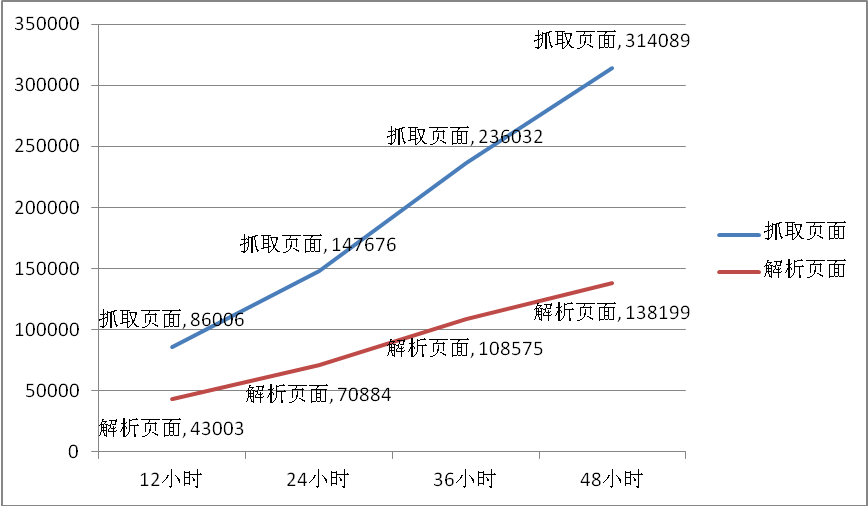 350000
抓取页面, 314089
300000
250000
抓取页面, 236032
200000
抓取页面
抓取页面, 147676
150000
解析页面
抓取页面, 86006
解析页面, 138199
100000
解析页面, 108575
50000
解析页面, 70884
解析页面, 43003
0
12小时
24小时
36小时
48小时